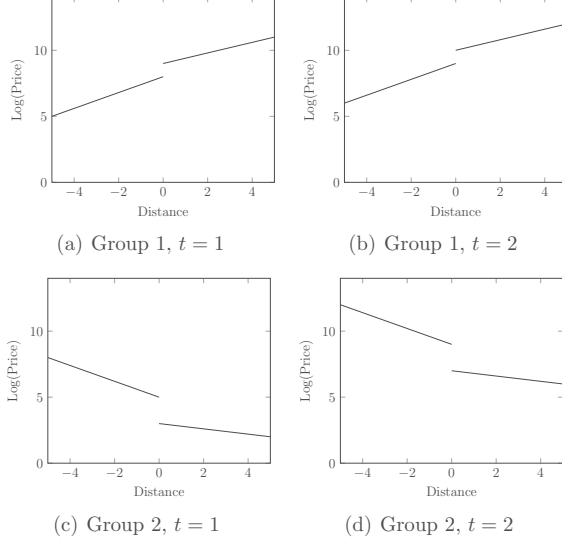 10
5
0
Log(Price)
−4 −2 0 2 4
Distance
(a) Group 1, t = 1
10
5
0
Log(Price)
−4 −2 0 2 4
Distance
(b) Group 1, t = 2
10
5
0
Log(Price)
−4 −2 0 2 4
Distance
(c) Group 2, t = 1
10
5
0
Log(Price)
−4 −2 0 2 4
Distance
(d) Group 2, t = 2